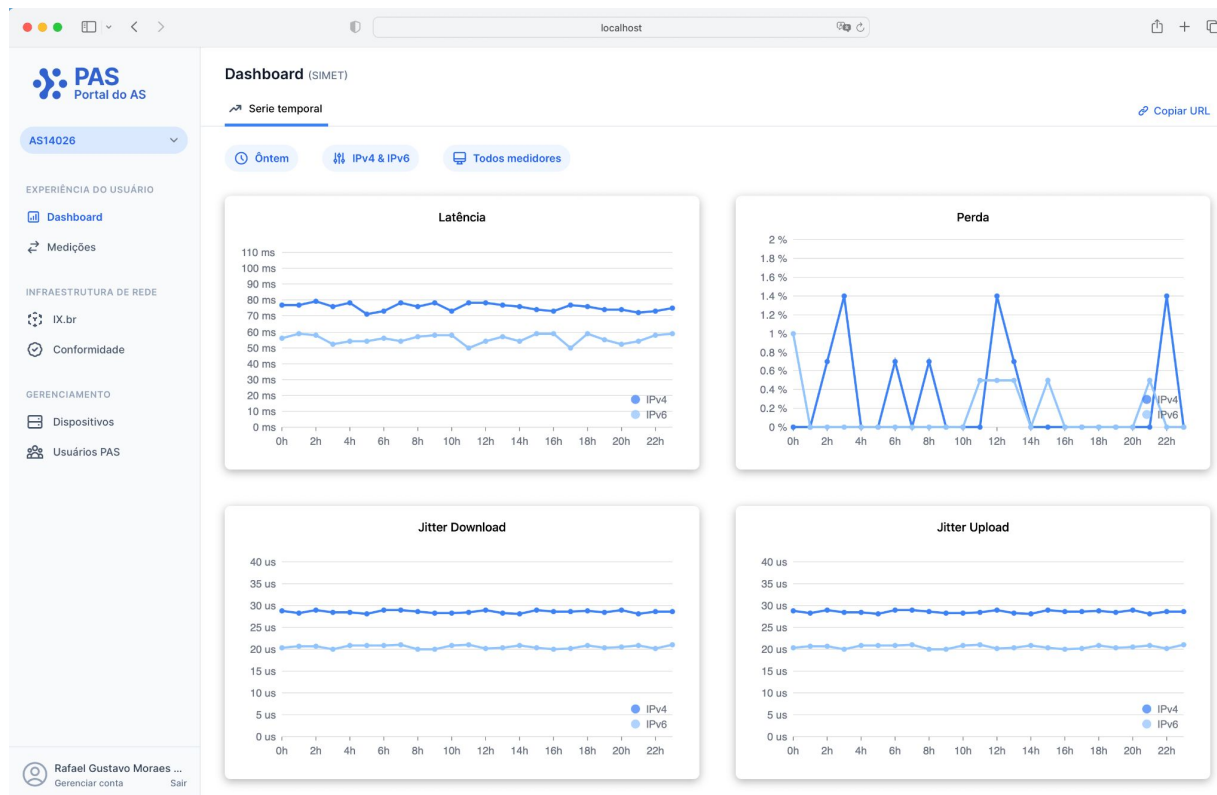 localhost
PAS
Portal do AS
AS14026
EXPERIÊNCIA DO USUÁRIO
Dashboard
Medições
INFRAESTRUTURA DE REDE
IX.br
Conformidade
GERENCIAMENTO
Dispositivos
Usuários PAS
Rafael Gustavo Moraes ...
Gerenciar conta Sair
Dashboard (SIMET)
Serie temporal
Copiar URL
Ôntem IPv4 & IPv6 Todos medidores
Latência
110 ms
100 ms
90 ms
80 ms
70 ms
60 ms
50 ms
40 ms
30 ms
20 ms
10 ms
0 ms
0h 2h 4h 6h 8h 10h 12h 14h 16h 18h 20h 22h
IPv4
IPv6
Perda
2 %
1.8 %
1.6 %
1.4 %
1.2 %
1 %
0.8 %
0.6 %
0.4 %
0.2 %
0 %
0h 2h 4h 6h 8h 10h 12h 14h 16h 18h 20h 22h
IPv4
IPv6
Jitter Download
40 us
35 us
30 us
25 us
20 us
15 us
10 us
5 us
0 us
0h 2h 4h 6h 8h 10h 12h 14h 16h 18h 20h 22h
IPv4
IPv6
Jitter Upload
40 us
35 us
30 us
25 us
20 us
15 us
10 us
5 us
0 us
0h 2h 4h 6h 8h 10h 12h 14h 16h 18h 20h 22h
IPv4
IPv6